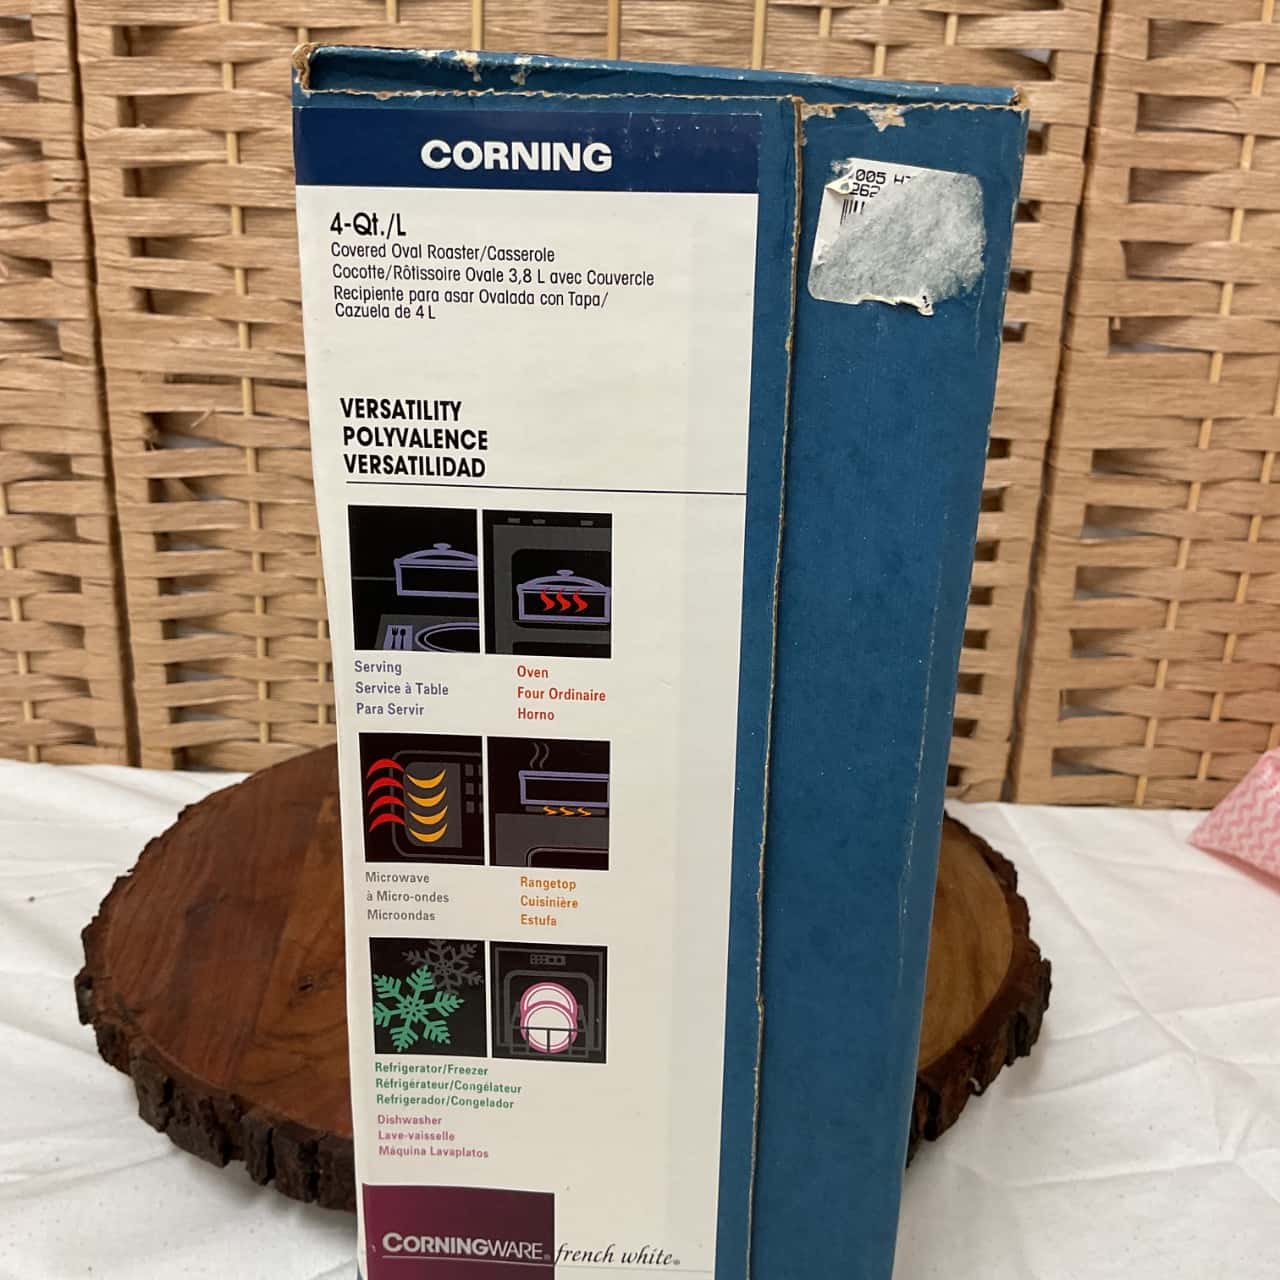 CORNING
4-Qt./L
Covered Oval Roaster/Casserole
Cocotte/Rôtissoire Ovale 3,8 L avec Couvercle
Recipiente para asar Ovalada con Tapa/
Cazuela de 4 L
VERSATILITY
POLYVALENCE
VERSATILIDAD
Serving
Service à Table
Para Servir
Oven
Four Ordinaire
Horno
Microwave
à Micro-ondes
Microondas
Rangetop
Cuisinière
Estufa
Refrigerator/Freezer
Réfrigérateur/Congélateur
Refrigerador/Congelador
Dishwasher
Lave-vaisselle
Máquina Lavaplatos
CORNINGWARE® french white®
005
262